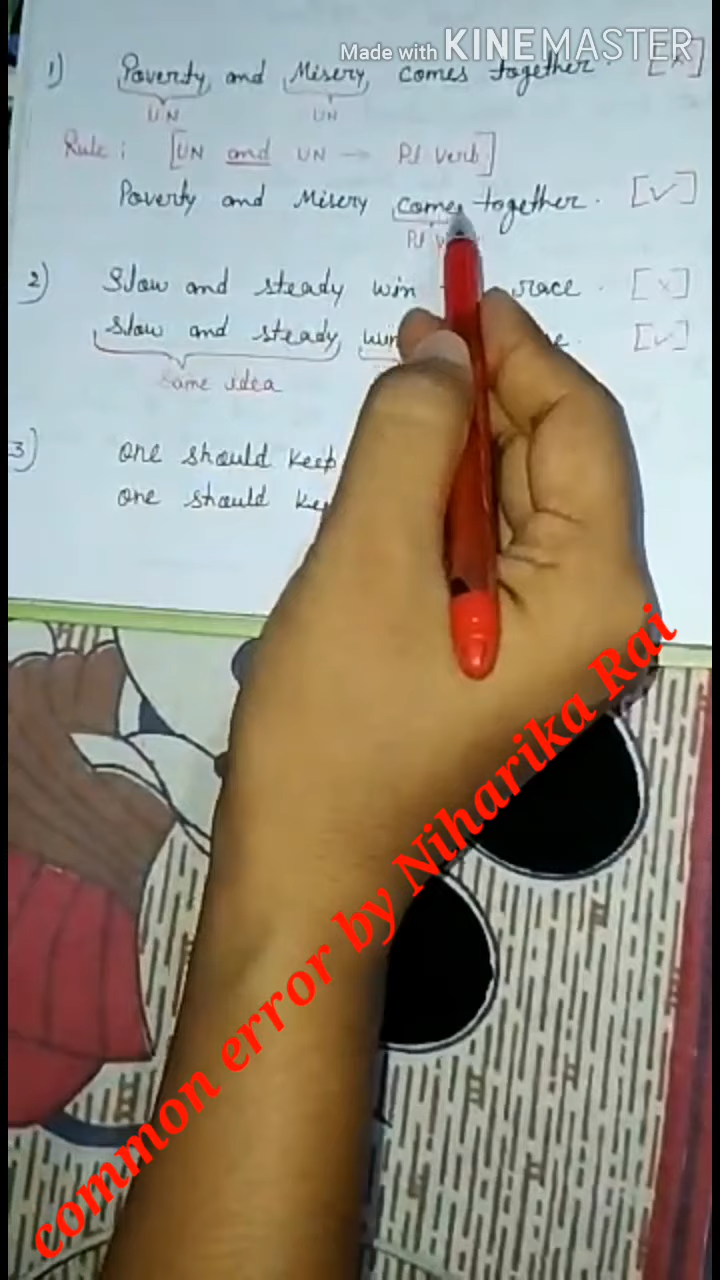 Made with KINEMASTER
1) Poverty and Misery comes together. [×]
UN UN
Rule : [UN and UN → Pl verb]
Poverty and Misery comes together. [✓]
Pl
2) Slow and steady win race. [×]
Slow and steady [✓]
Same idea
3) one should keep
one should
common error by Niharika Rai